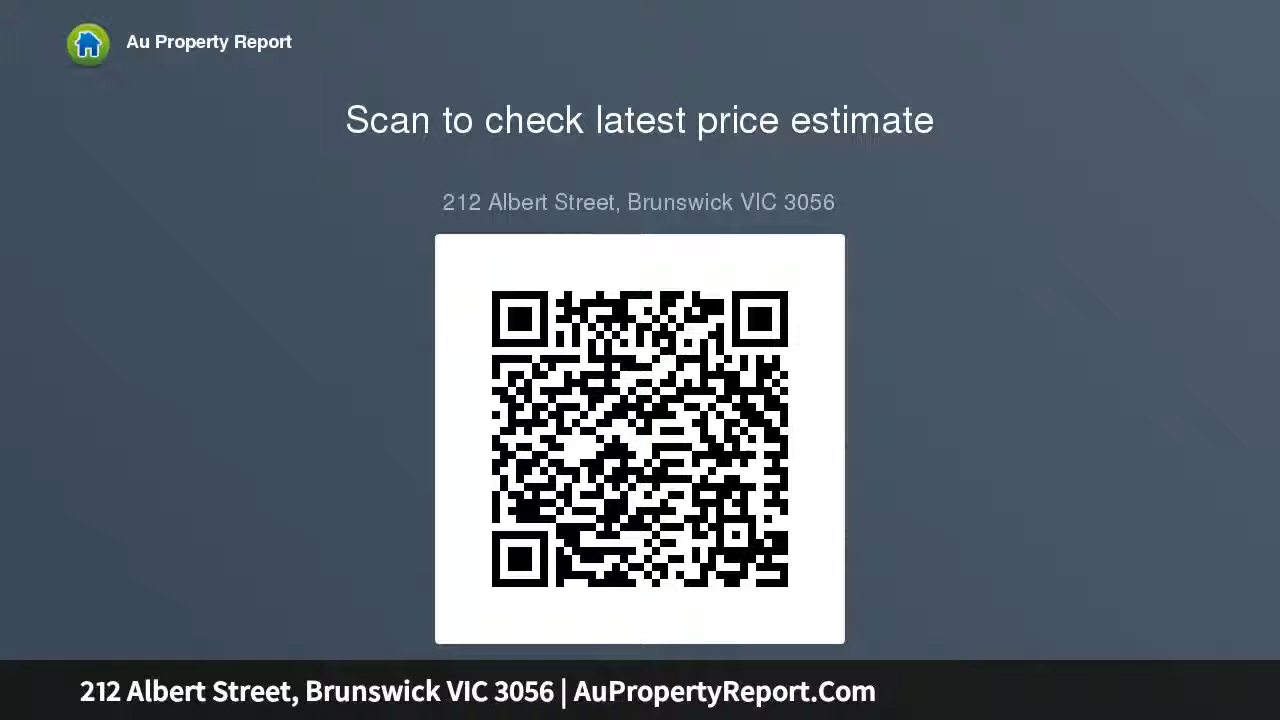 Au Property Report
Scan to check latest price estimate
212 Albert Street, Brunswick VIC 3056
212 Albert Street, Brunswick VIC 3056 | AuPropertyReport.Com